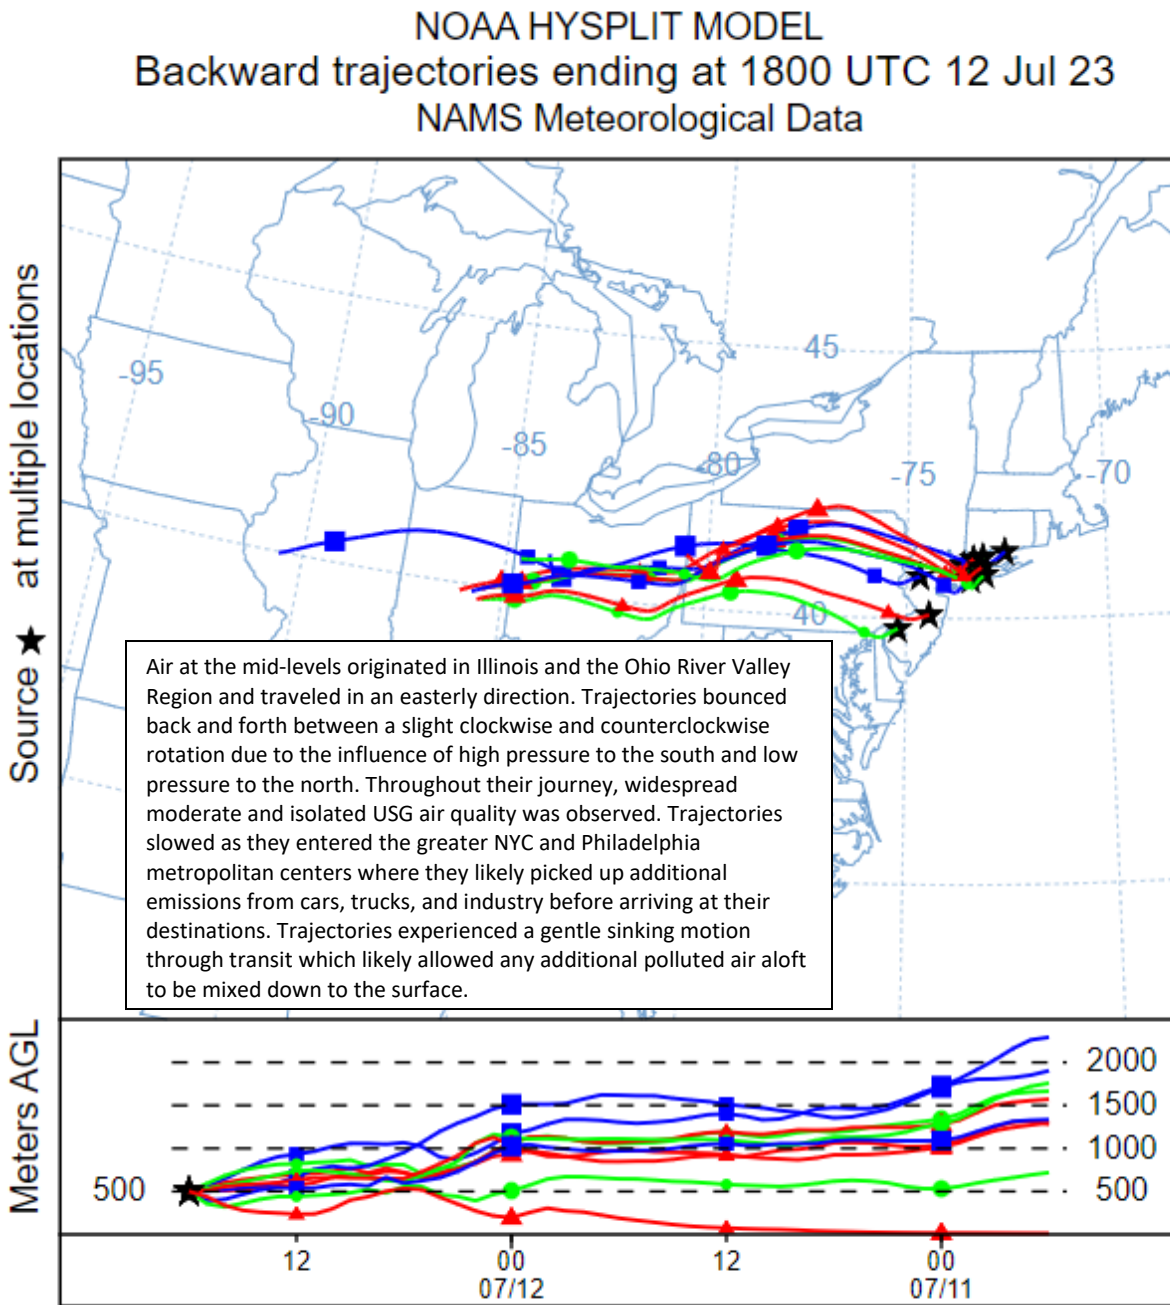 NOAA HYSPLIT MODEL
Backward trajectories ending at 1800 UTC 12 Jul 23
NAMS Meteorological Data
Source ★ at multiple locations
45
-95
-90
-85
-80
-75
-70
40
Air at the mid-levels originated in Illinois and the Ohio River Valley
Region and traveled in an easterly direction. Trajectories bounced
back and forth between a slight clockwise and counterclockwise
rotation due to the influence of high pressure to the south and low
pressure to the north. Throughout their journey, widespread
moderate and isolated USG air quality was observed. Trajectories
slowed as they entered the greater NYC and Philadelphia
metropolitan centers where they likely picked up additional
emissions from cars, trucks, and industry before arriving at their
destinations. Trajectories experienced a gentle sinking motion
through transit which likely allowed any additional polluted air aloft
to be mixed down to the surface.
Meters AGL
2000
1500
1000
500
500
12
00
12
00
07/12
07/11